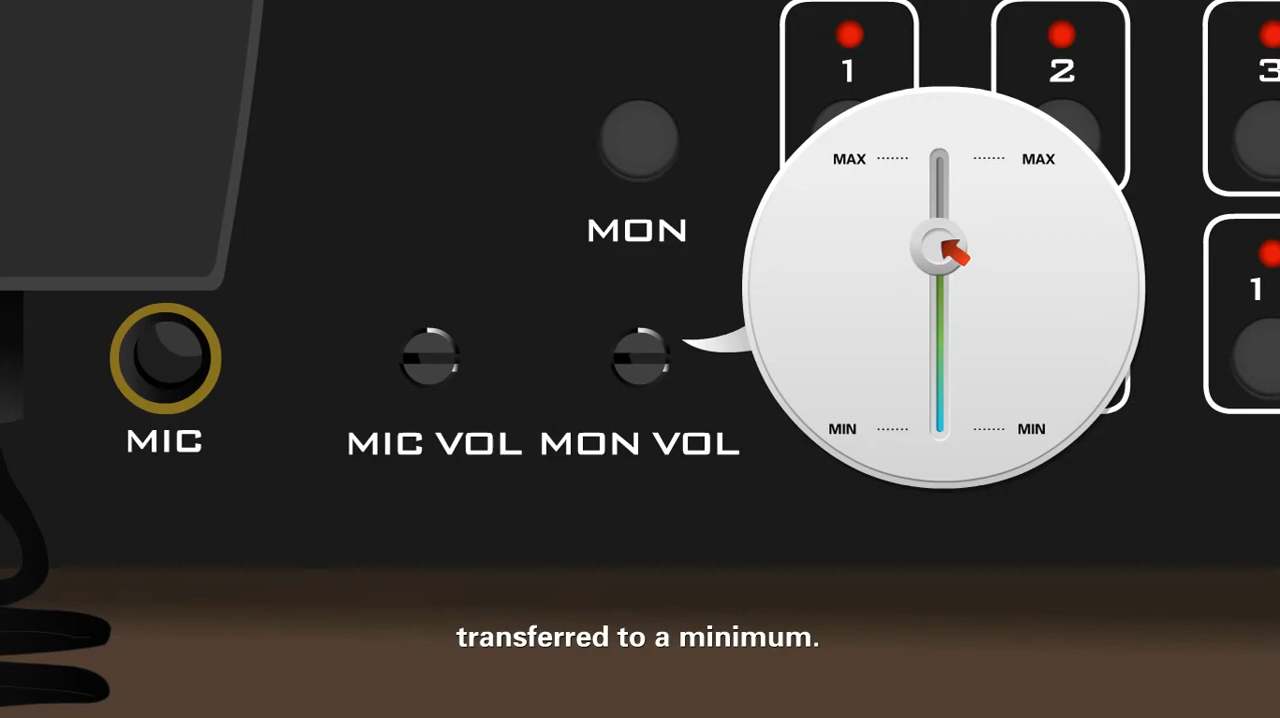 1
2
3
MAX
MAX
MON
1
MIC
MIC VOL
MON VOL
MIN
MIN
transferred to a minimum.